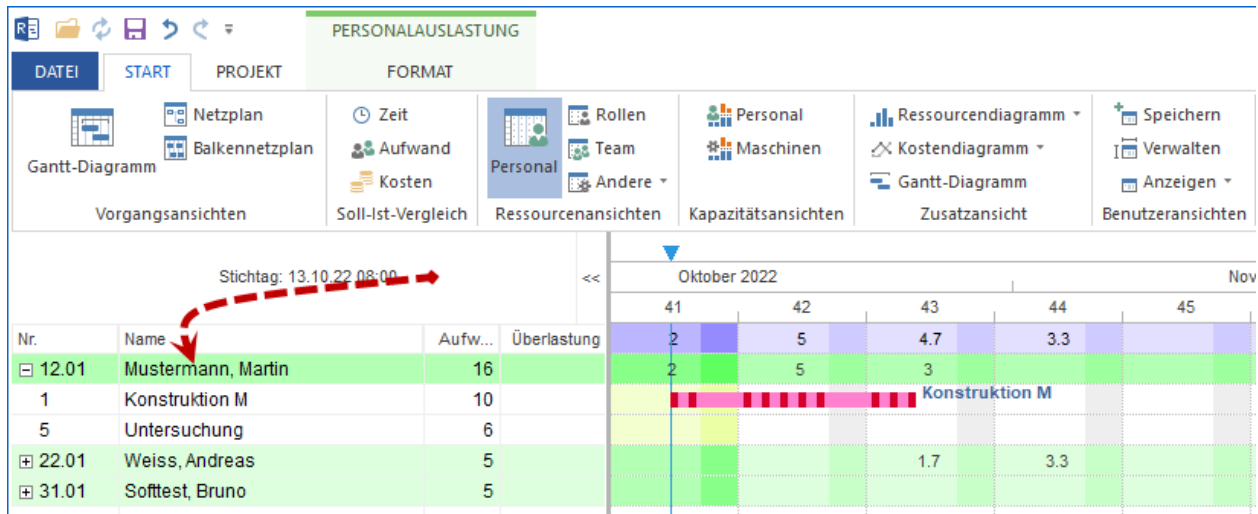 PERSONALAUSLASTUNG
DATEI START PROJEKT FORMAT
Netzplan Zeit Rollen Personal Ressourcendiagramm Speichern
Balkennetzplan Aufwand Team Maschinen Kostendiagramm Verwalten
Gantt-Diagramm Kosten Personal Andere Gantt-Diagramm Anzeigen
Vorgangsansichten Soll-Ist-Vergleich Ressourcenansichten Kapazitätsansichten Zusatzansicht Benutzeransichten
Stichtag: 13.10.22 08:00 << Oktober 2022 Nov
41 42 43 44 45
Nr. Name Aufw... Überlastung 2 5 4.7 3.3
12.01 Mustermann, Martin 16 2 5 3
1 Konstruktion M 10 Konstruktion M
5 Untersuchung 6
22.01 Weiss, Andreas 5 1.7 3.3
31.01 Softtest, Bruno 5